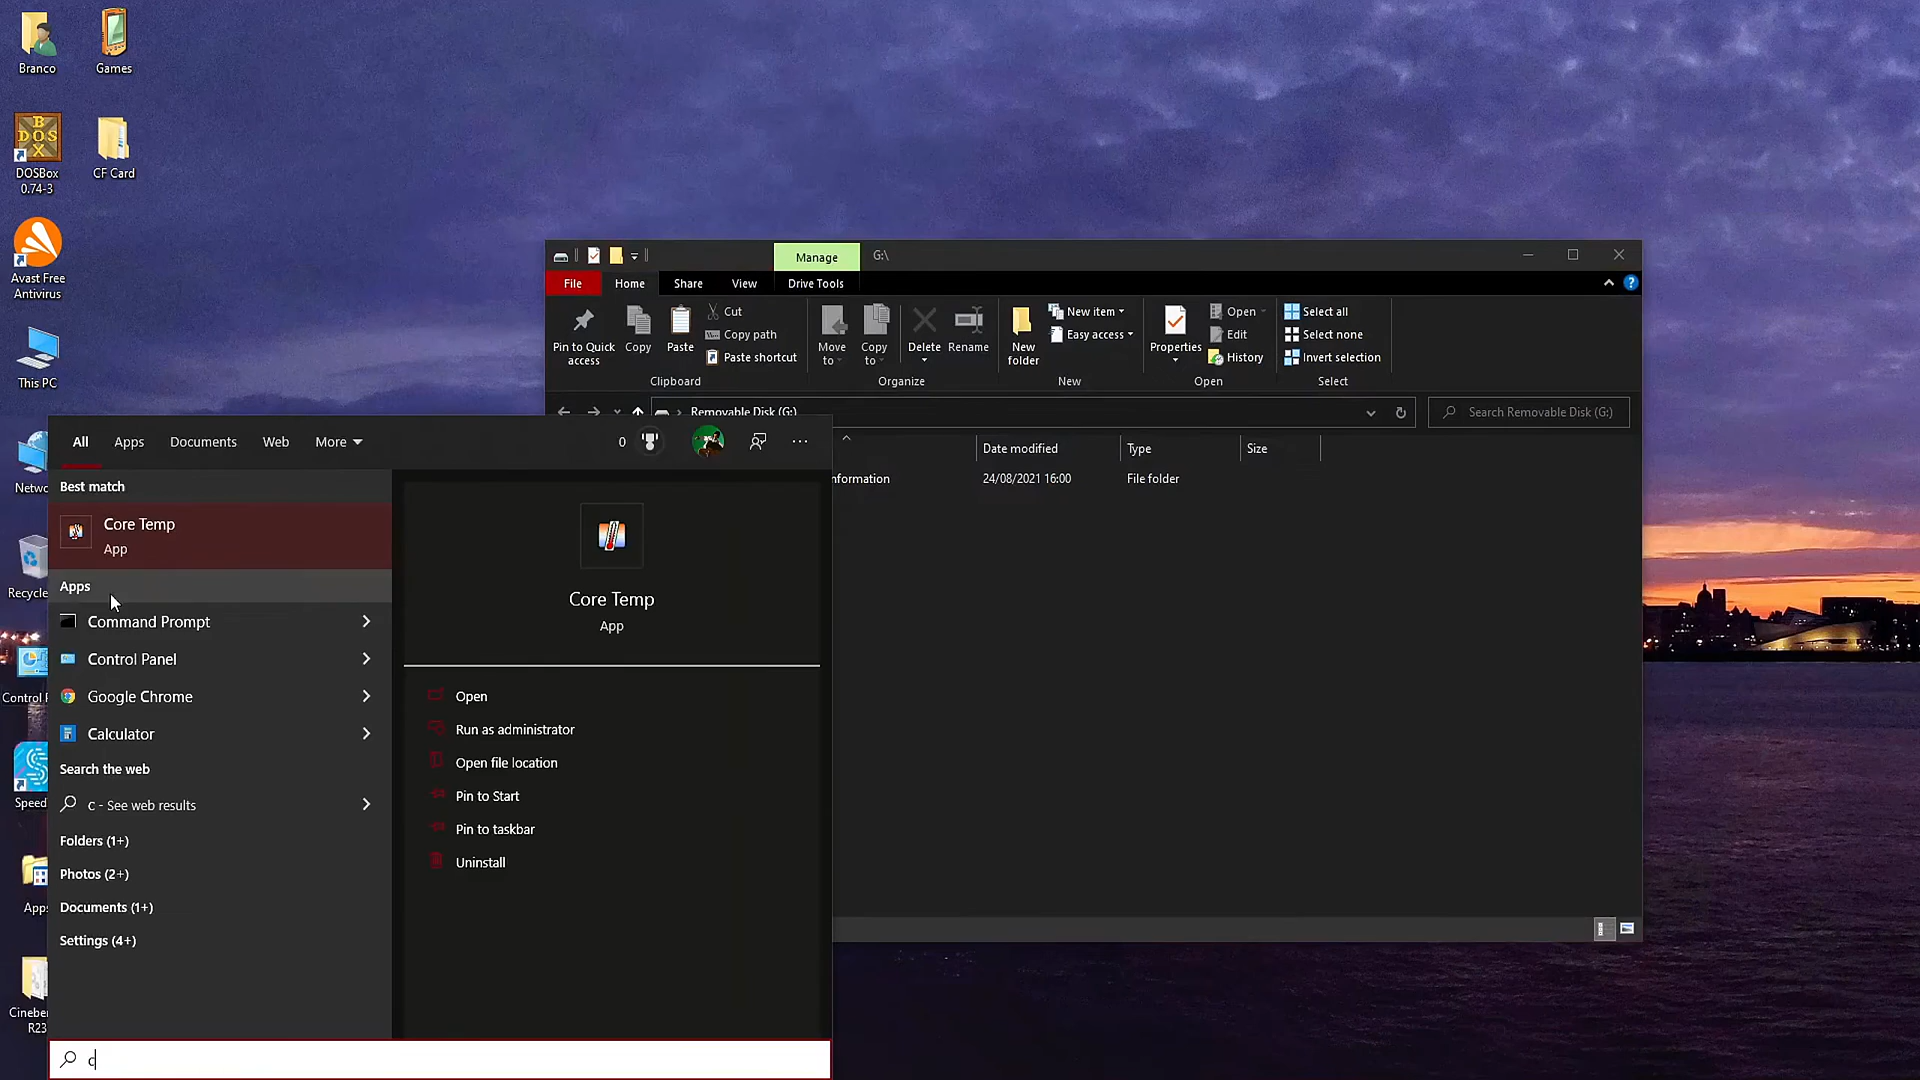 Branco
Games
DOSBox
0.74-3
CF Card
Avast Free
Antivirus
This PC
Netwo
Recycle
Control P
Speed
Apps
Cineber
R23
Manage
G:\
File
Home
Share
View
Drive Tools
Pin to Quick
access
Copy
Paste
Cut
Copy path
Paste shortcut
Clipboard
Move
to
Copy
to
Delete
Rename
Organize
New
folder
New item
Easy access
New
Properties
Open
Edit
History
Open
Select all
Select none
Invert selection
Select
Removable Disk (G:)
Search Removable Disk (G:)
Date modified
Type
Size
nformation
24/08/2021 16:00
File folder
All
Apps
Documents
Web
More
0
Best match
Core Temp
App
Apps
Command Prompt
Control Panel
Google Chrome
Calculator
Search the web
c - See web results
Folders (1+)
Photos (2+)
Documents (1+)
Settings (4+)
Core Temp
App
Open
Run as administrator
Open file location
Pin to Start
Pin to taskbar
Uninstall
c